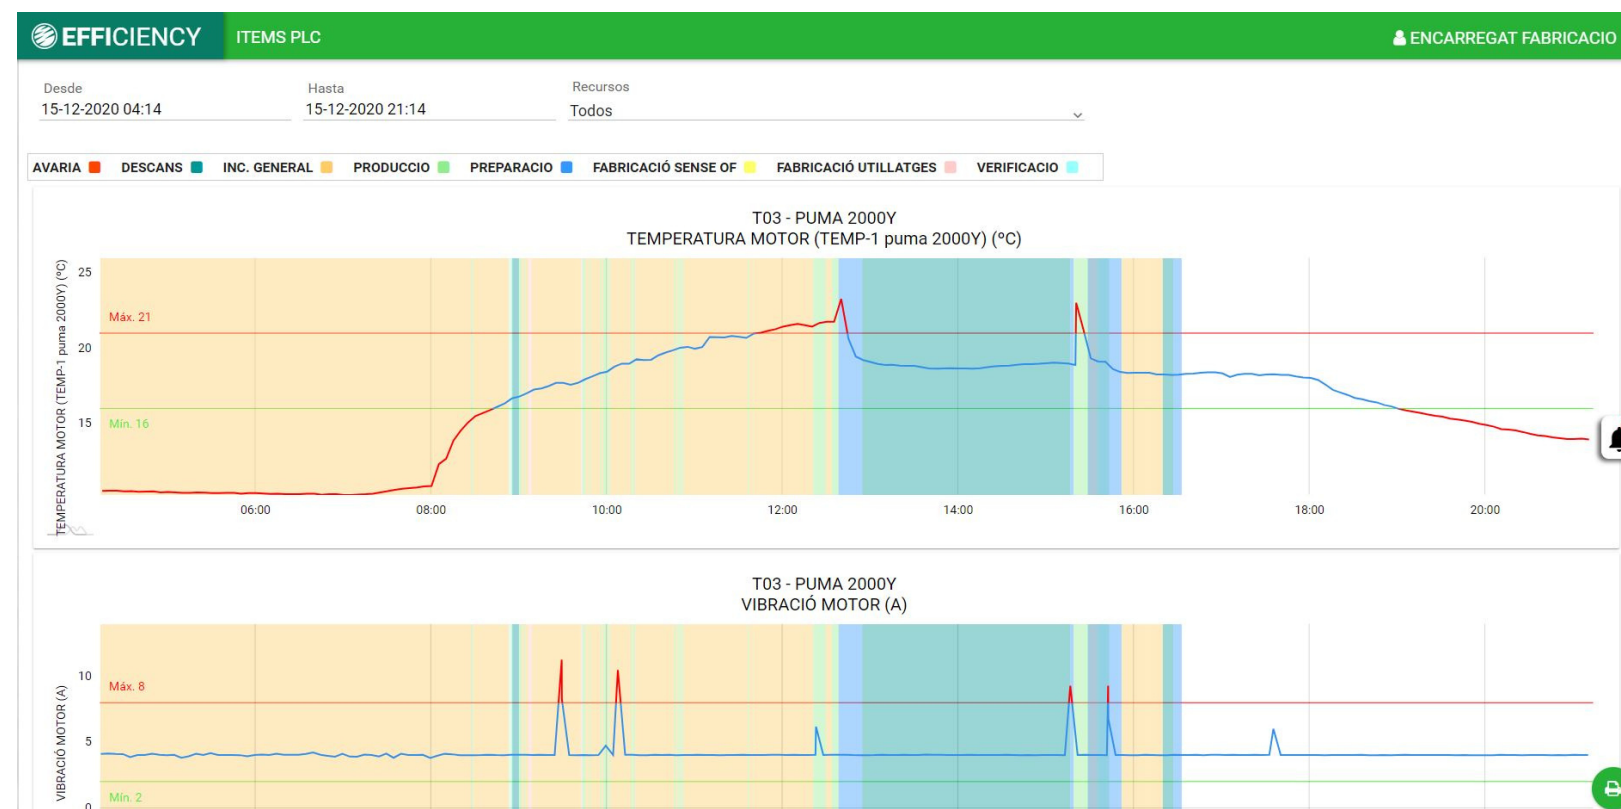 EFFICIENCY ITEMS PLC ENCARREGAT FABRICACIO
Desde Hasta Recursos
15-12-2020 04:14 15-12-2020 21:14 Todos
AVARIA DESCANS INC. GENERAL PRODUCCIO PREPARACIO FABRICACIÓ SENSE OF FABRICACIÓ UTILLATGES VERIFICACIO
T03 - PUMA 2000Y
TEMPERATURA MOTOR (TEMP-1 puma 2000Y) (ºC)
TEMPERATURA MOTOR (TEMP-1 puma 2000Y) (ºC)
25
Máx. 21
20
15
Mín. 16
06:00 08:00 10:00 12:00 14:00 16:00 18:00 20:00
T03 - PUMA 2000Y
VIBRACIÓ MOTOR (A)
VIBRACIÓ MOTOR (A)
10
Máx. 8
5
Mín. 2
0